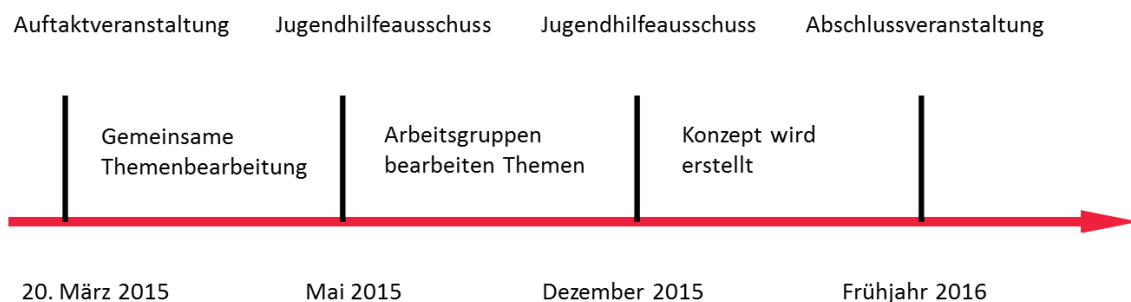 Auftaktveranstaltung Jugendhilfeausschuss Jugendhilfeausschuss Abschlussveranstaltung
Gemeinsame
Themenbearbeitung
Arbeitsgruppen
bearbeiten Themen
Konzept wird
erstellt
20. März 2015 Mai 2015 Dezember 2015 Frühjahr 2016